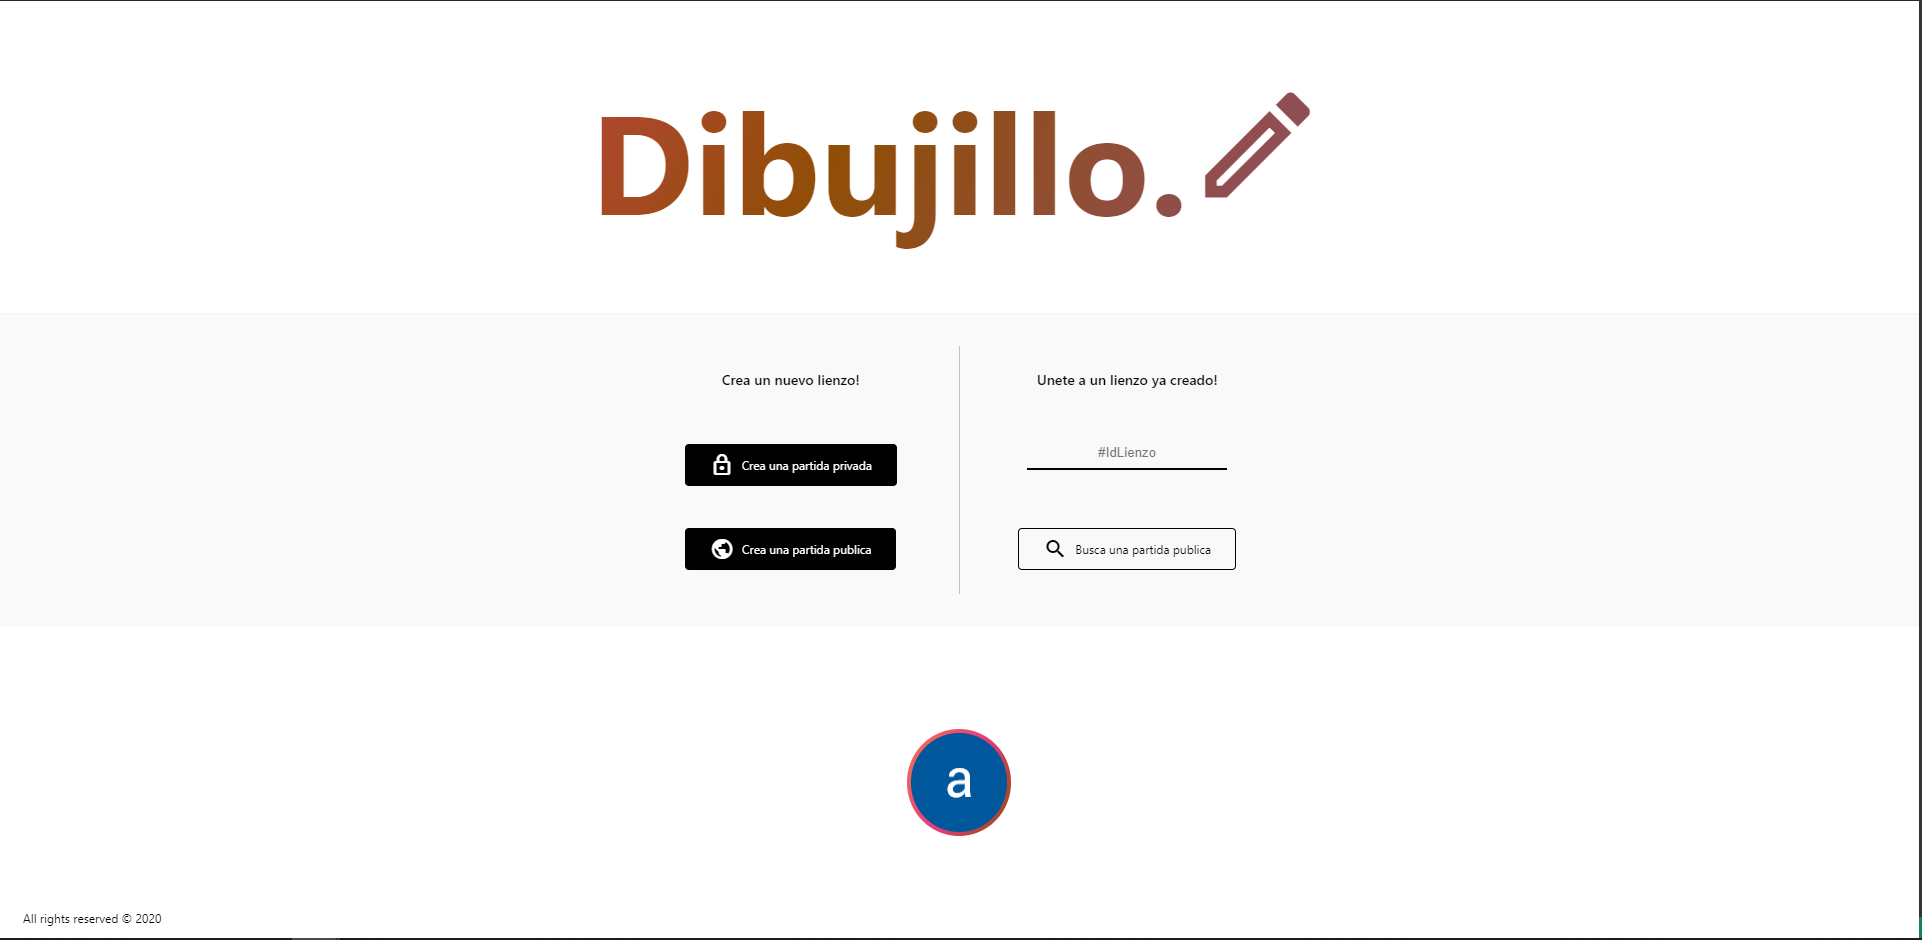 Dibujillo.
Crea un nuevo lienzo!
Crea una partida privada
Crea una partida publica
Unete a un lienzo ya creado!
#IdLienzo
Busca una partida publica
a
All rights reserved © 2020